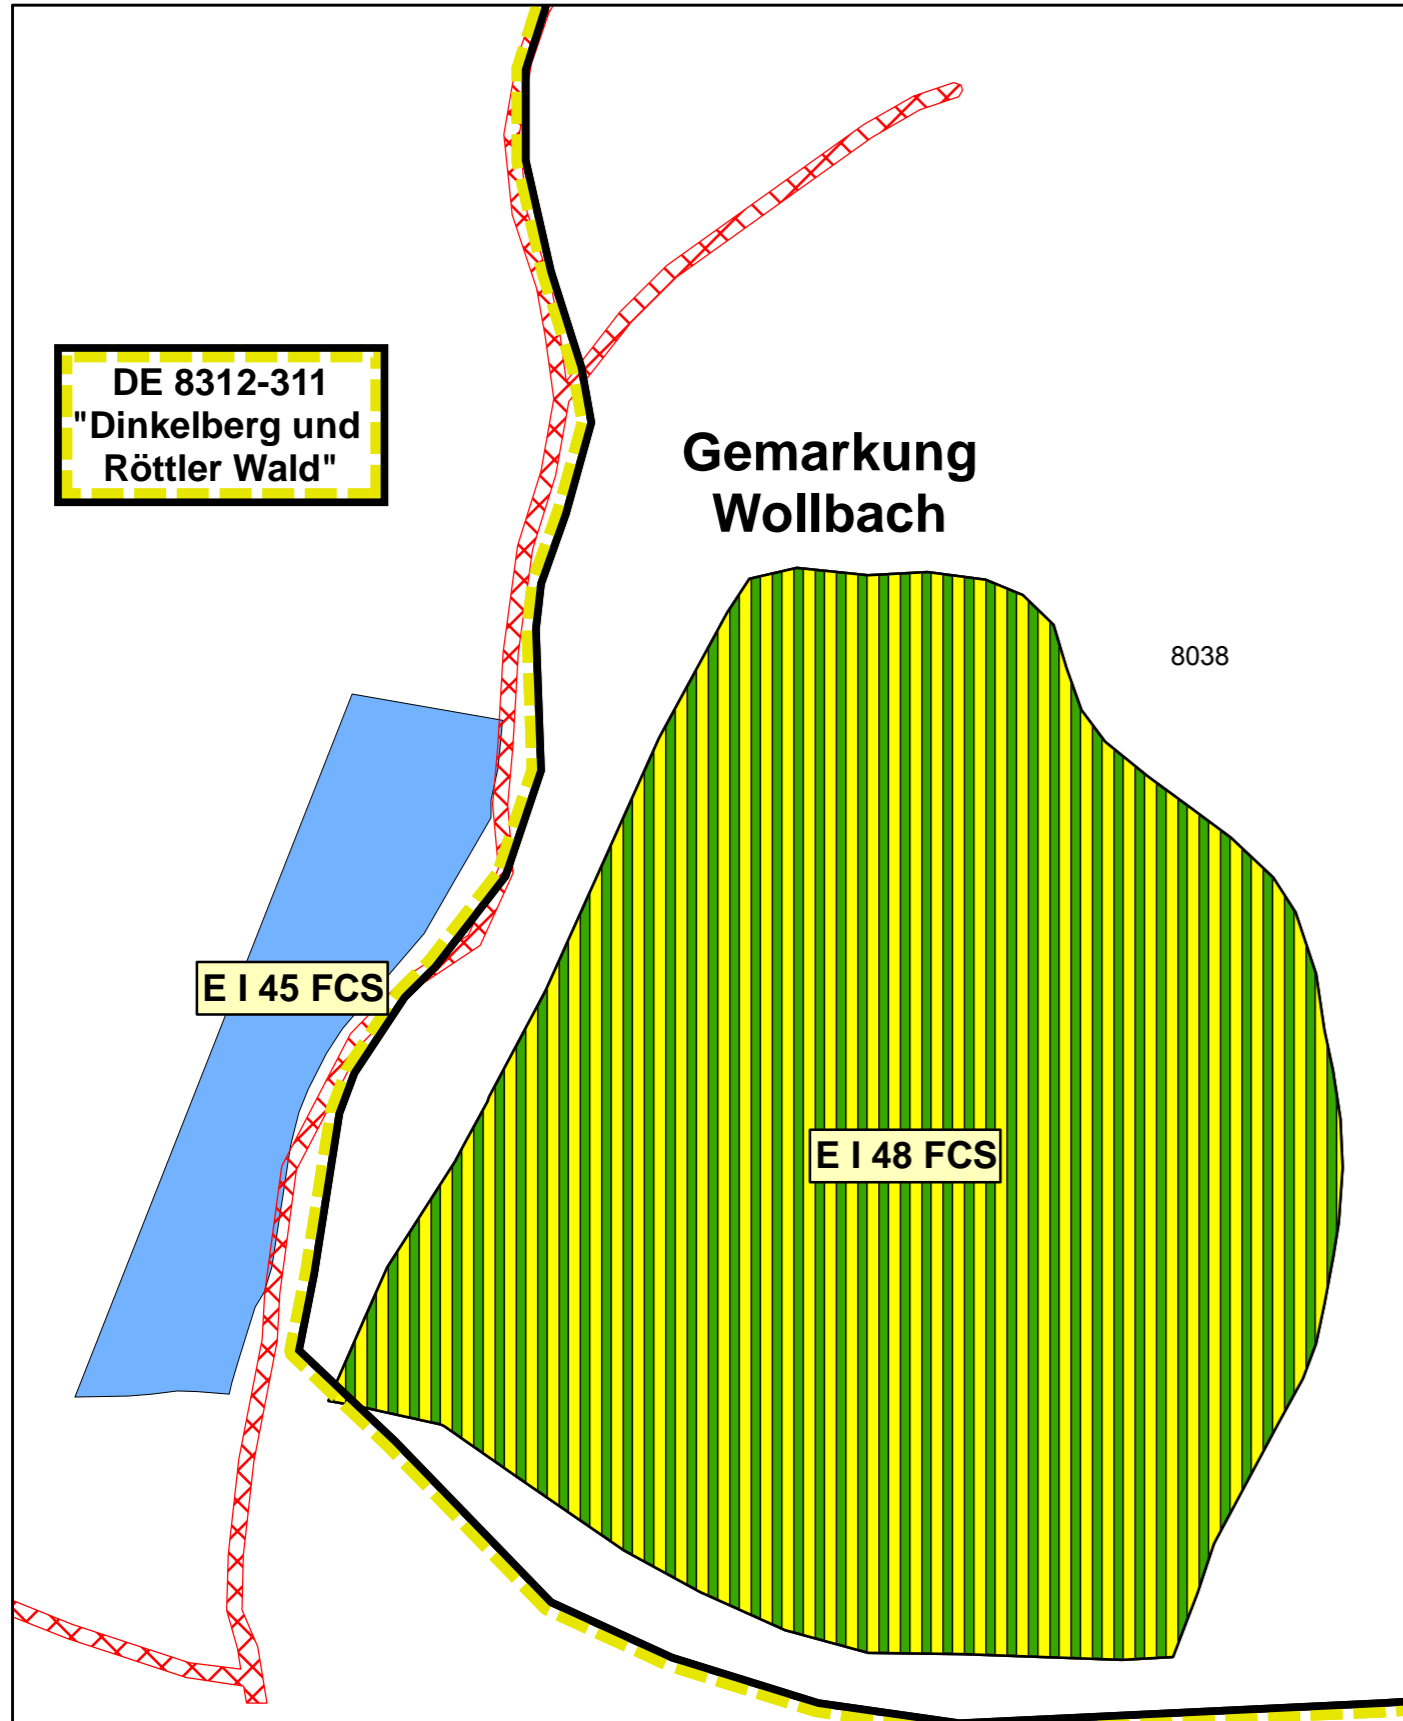 DE 8312-311
"Dinkelberg und
Röttler Wald"
Gemarkung
Wollbach
8038
E I 45 FCS
E I 48 FCS